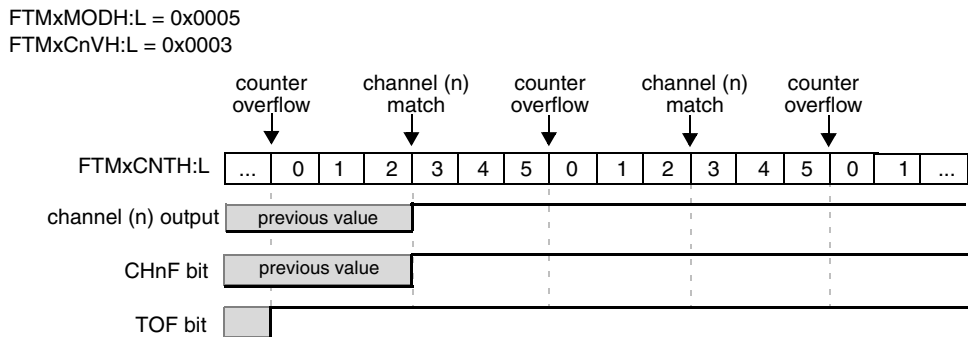 FTMxMODH:L = 0x0005
FTMxCnVH:L = 0x0003
counter overflow
channel (n) match
counter overflow
channel (n) match
counter overflow
FTMxCNTH:L ... 0 1 2 3 4 5 0 1 2 3 4 5 0 1 ...
channel (n) output previous value
CHnF bit previous value
TOF bit